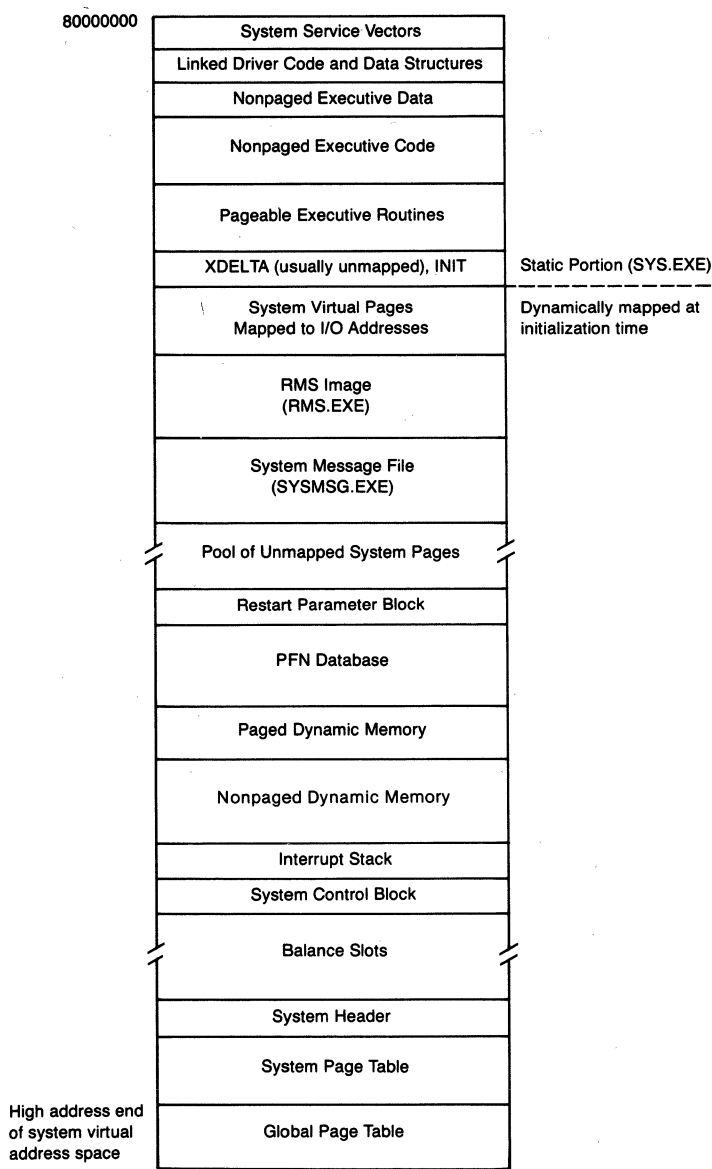 80000000
System Service Vectors
Linked Driver Code and Data Structures
Nonpaged Executive Data
Nonpaged Executive Code
Pageable Executive Routines
XDELTA (usually unmapped), INIT
Static Portion (SYS.EXE)
System Virtual Pages
Mapped to I/O Addresses
Dynamically mapped at
initialization time
RMS Image
(RMS.EXE)
System Message File
(SYSMSG.EXE)
Pool of Unmapped System Pages
Restart Parameter Block
PFN Database
Paged Dynamic Memory
Nonpaged Dynamic Memory
Interrupt Stack
System Control Block
Balance Slots
System Header
System Page Table
High address end
of system virtual
address space
Global Page Table